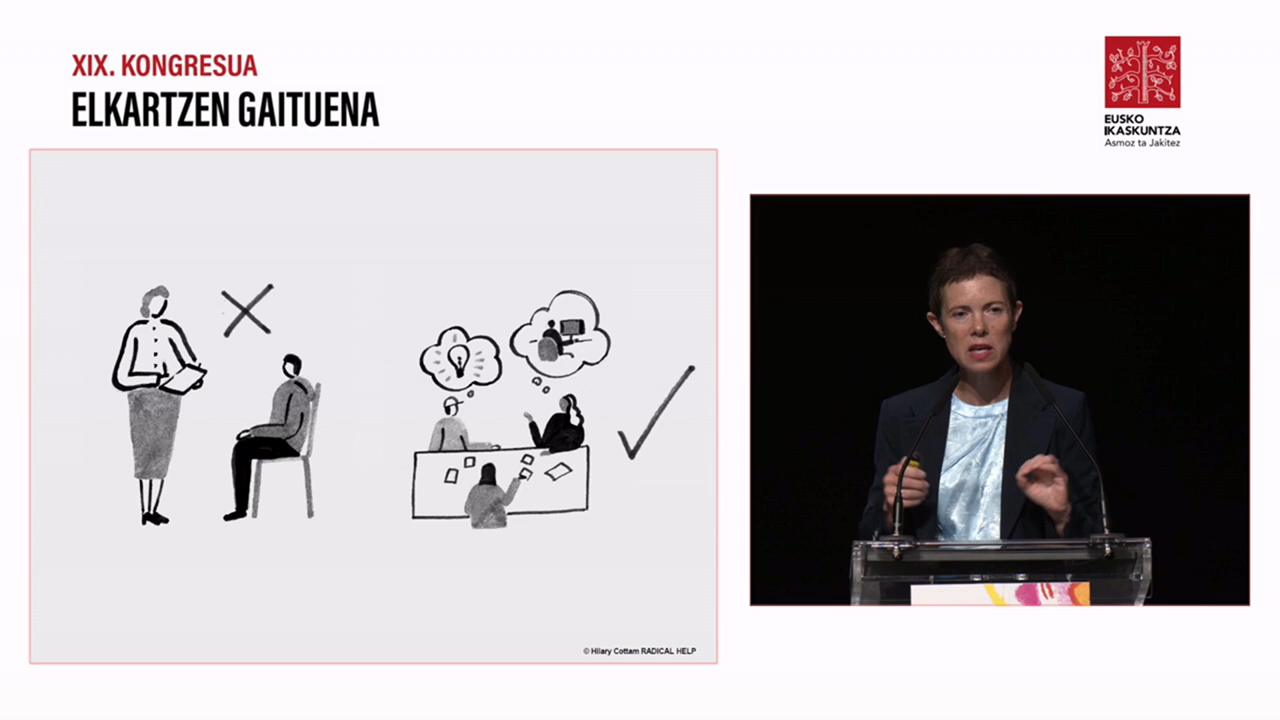 XIX. KONGRESUA
ELKARTZEN GAITUENA
EUSKO
IKASKUNTZA
Asmoz ta Jakitez
© Hilary Cottam RADICAL HELP